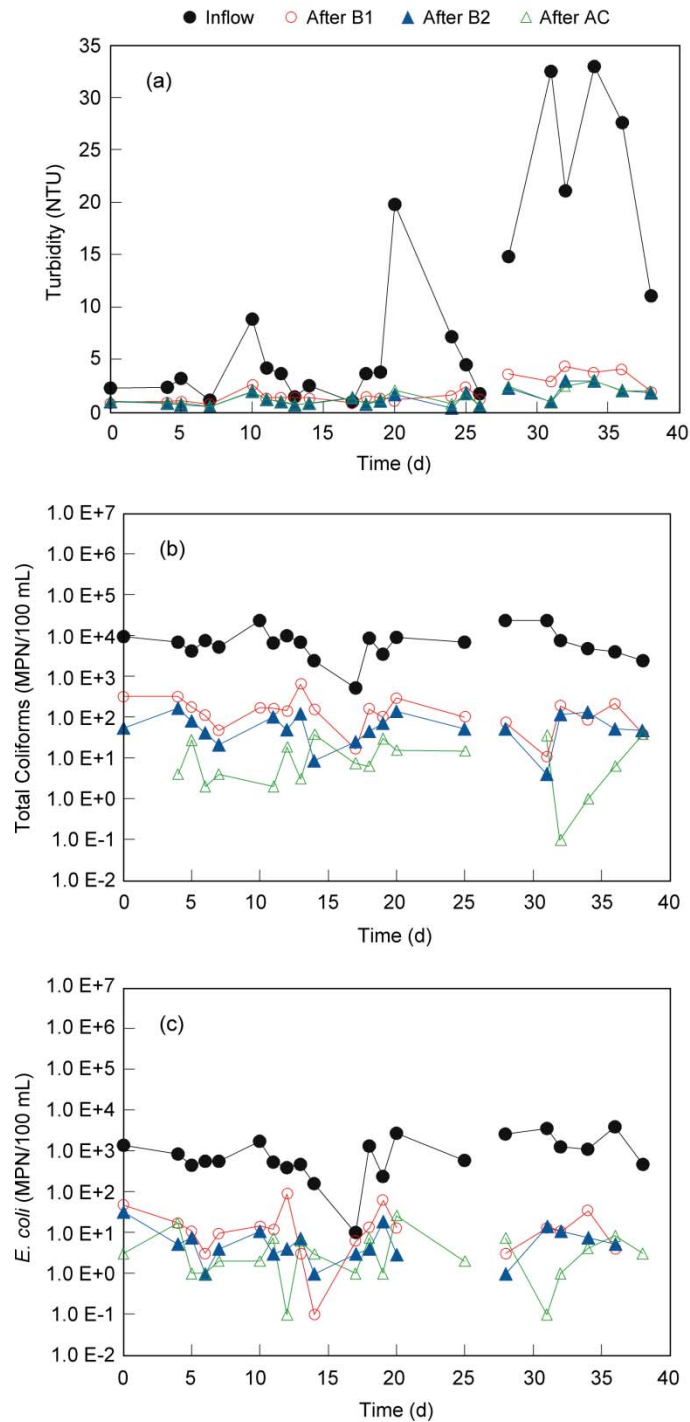 Inflow After B1 After B2 After AC
35
30
25
20
15
10
5
0
Turbidity (NTU)
(a)
0 5 10 15 20 25 30 35 40
Time (d)
1.0 E+7
1.0 E+6
1.0 E+5
1.0 E+4
1.0 E+3
1.0 E+2
1.0 E+1
1.0 E+0
1.0 E-1
1.0 E-2
Total Coliforms (MPN/100 mL)
(b)
0 5 10 15 20 25 30 35 40
Time (d)
1.0 E+7
1.0 E+6
1.0 E+5
1.0 E+4
1.0 E+3
1.0 E+2
1.0 E+1
1.0 E+0
1.0 E-1
1.0 E-2
E. coli (MPN/100 mL)
(c)
0 5 10 15 20 25 30 35 40
Time (d)